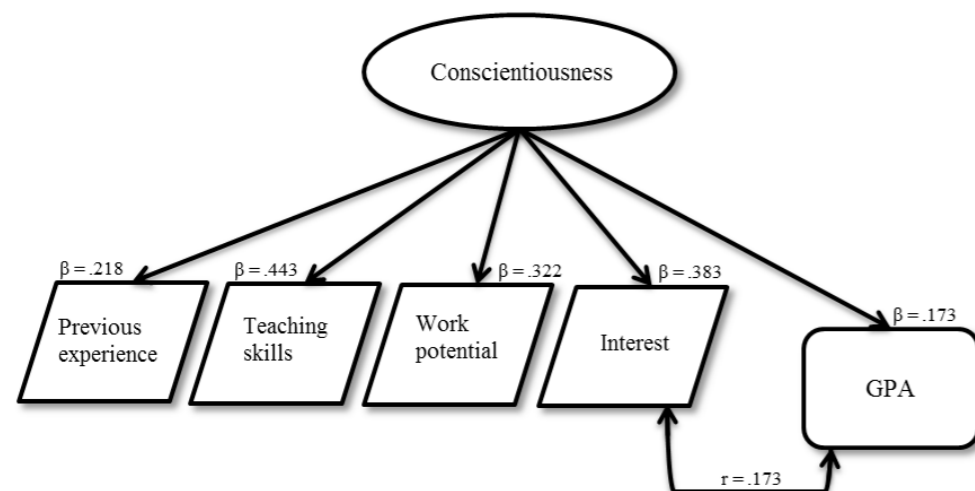 Conscientiousness
β = .218
β = .443
β = .322
β = .383
β = .173
Previous
experience
Teaching
skills
Work
potential
Interest
GPA
r = .173